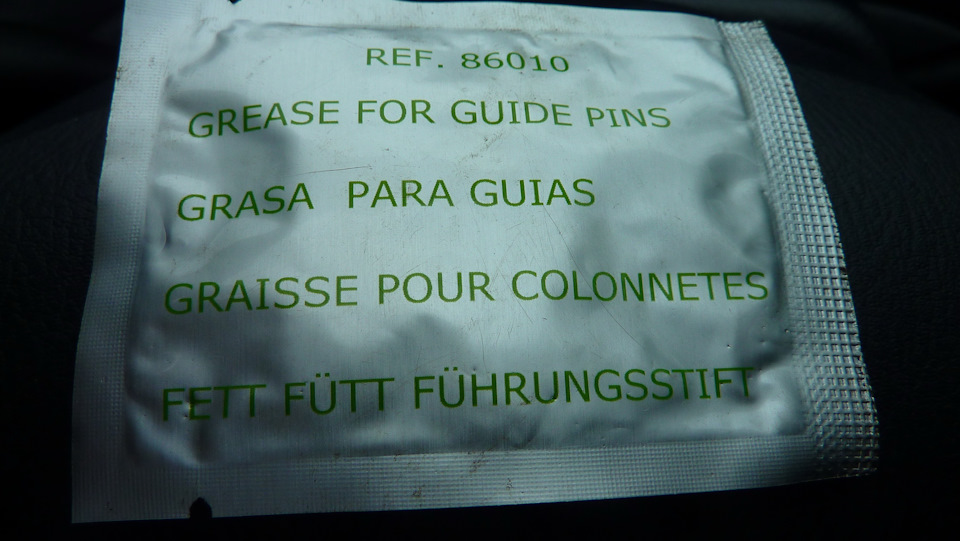 REF. 86010
GREASE FOR GUIDE PINS
GRASA PARA GUIAS
GRAISSE POUR COLONNETES
FETT FÜTT FÜHRUNGSSTIFT